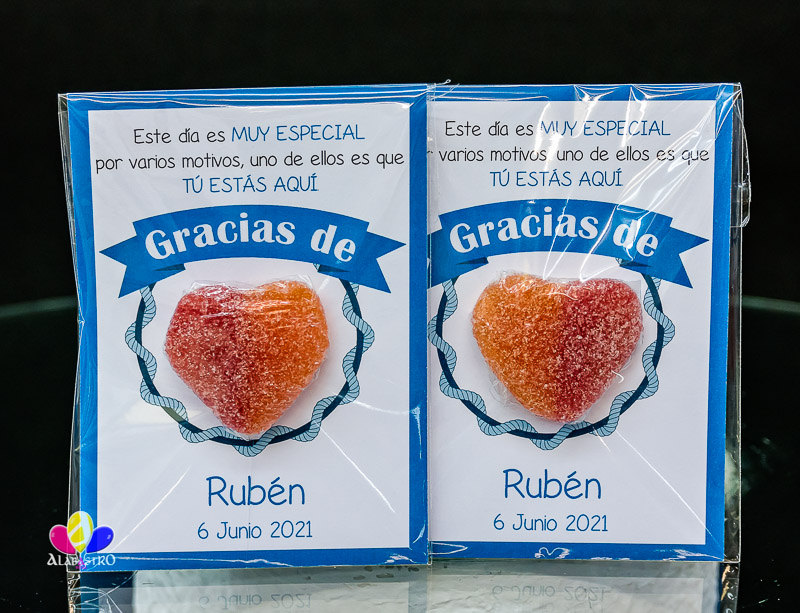 Este día es MUY ESPECIAL
por varios motivos, uno de ellos es que
TÚ ESTÁS AQUÍ
Gracias de
Rubén
6 Junio 2021
Este día es MUY ESPECIAL
varios motivos, uno de ellos es que
TÚ ESTÁS AQUÍ
Gracias de
Rubén
6 Junio 2021